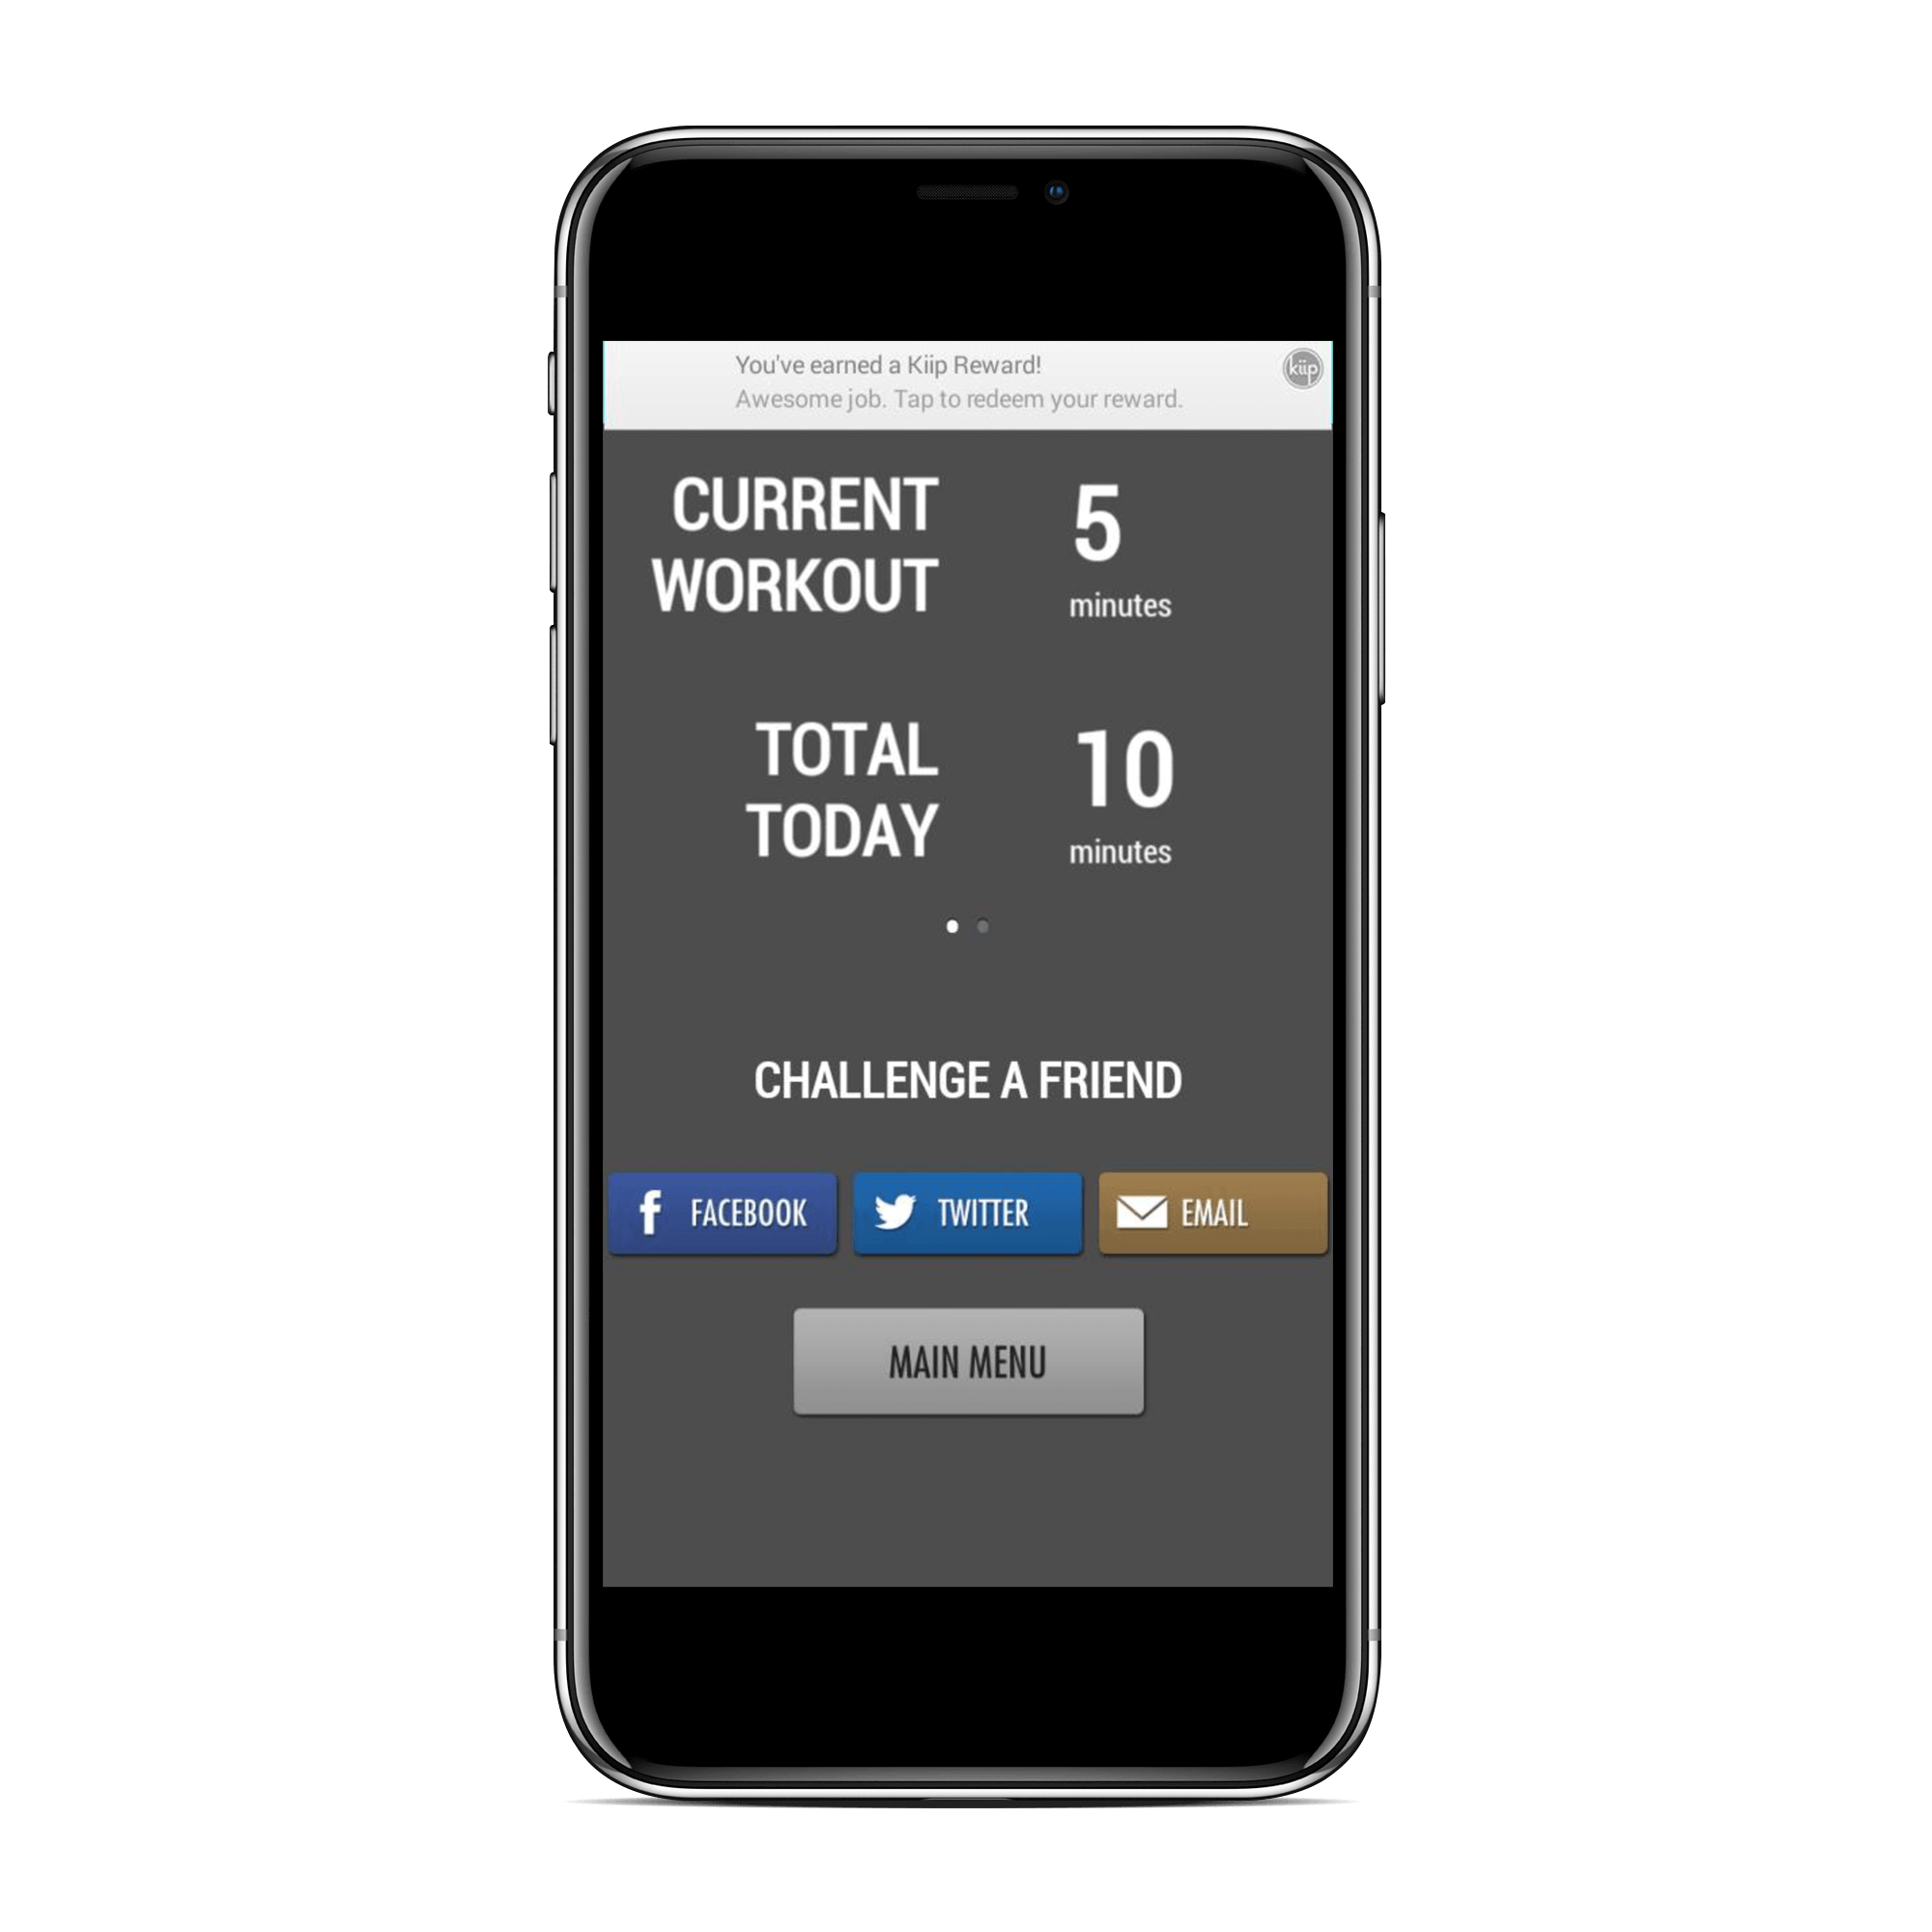 You've earned a Kiip Reward!
kiip
Awesome job. Tap to redeem your reward.
CURRENT
WORKOUT
5
minutes
TOTAL
TODAY
10
minutes
CHALLENGE A FRIEND
f FACEBOOK
TWITTER
EMAIL
MAIN MENU